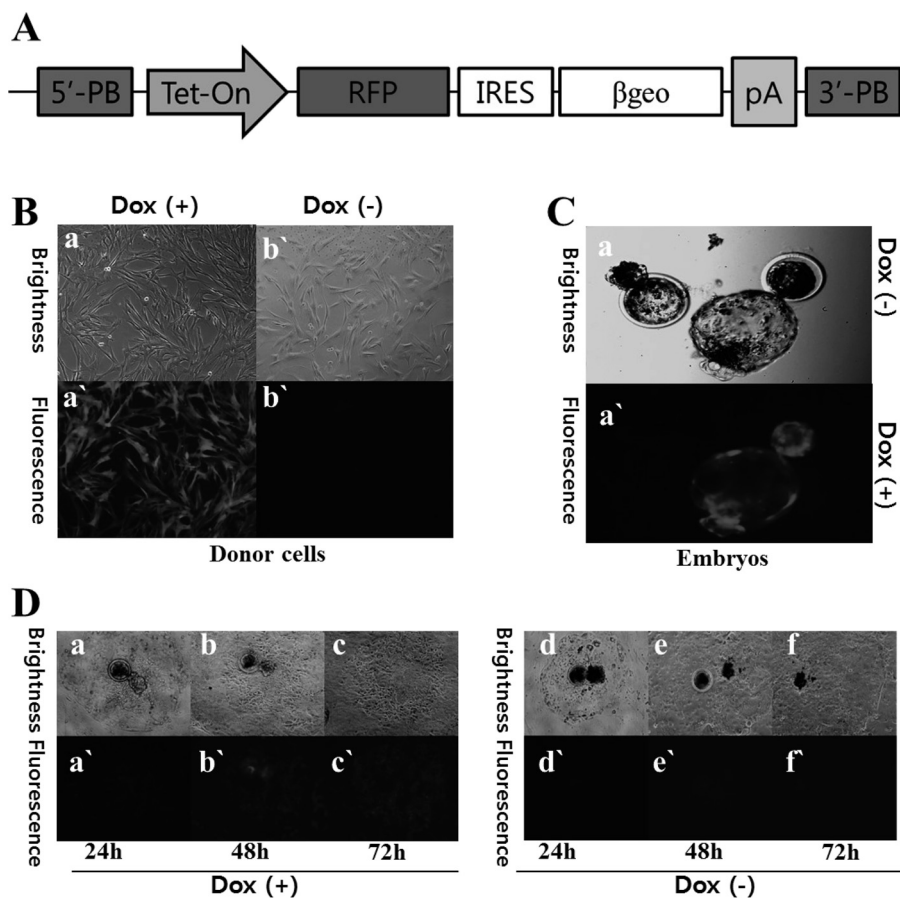 A
5'-PB Tet-On RFP IRES βgeo pA 3'-PB
B
Dox (+) Dox (-)
Brightness
a b`
Fluorescence
a` b`
Donor cells
C
Brightness
a
Dox (-)
Fluorescence
a`
Dox (+)
Embryos
D
Brightness Fluorescence
a b c
a` b` c`
24h 48h 72h
Dox (+)
Brightness Fluorescence
d e f
d` e` f`
24h 48h 72h
Dox (-)